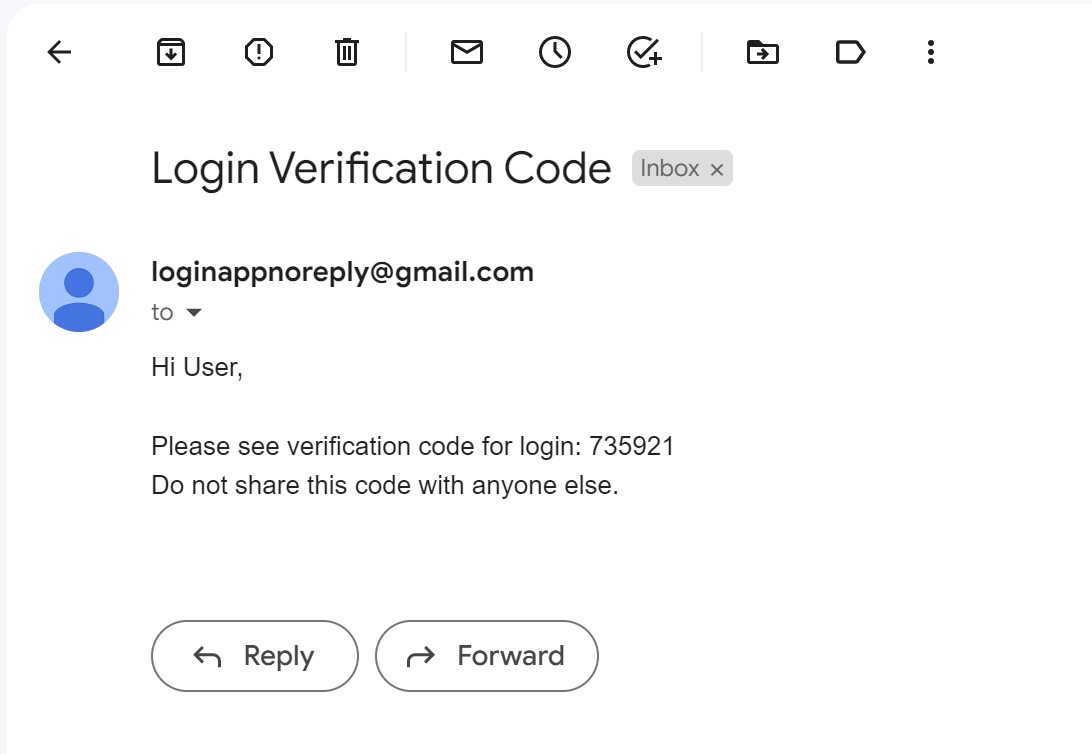 Login Verification Code Inbox ×
loginappnoreply@gmail.com
to
Hi User,
Please see verification code for login: 735921
Do not share this code with anyone else.
Reply Forward